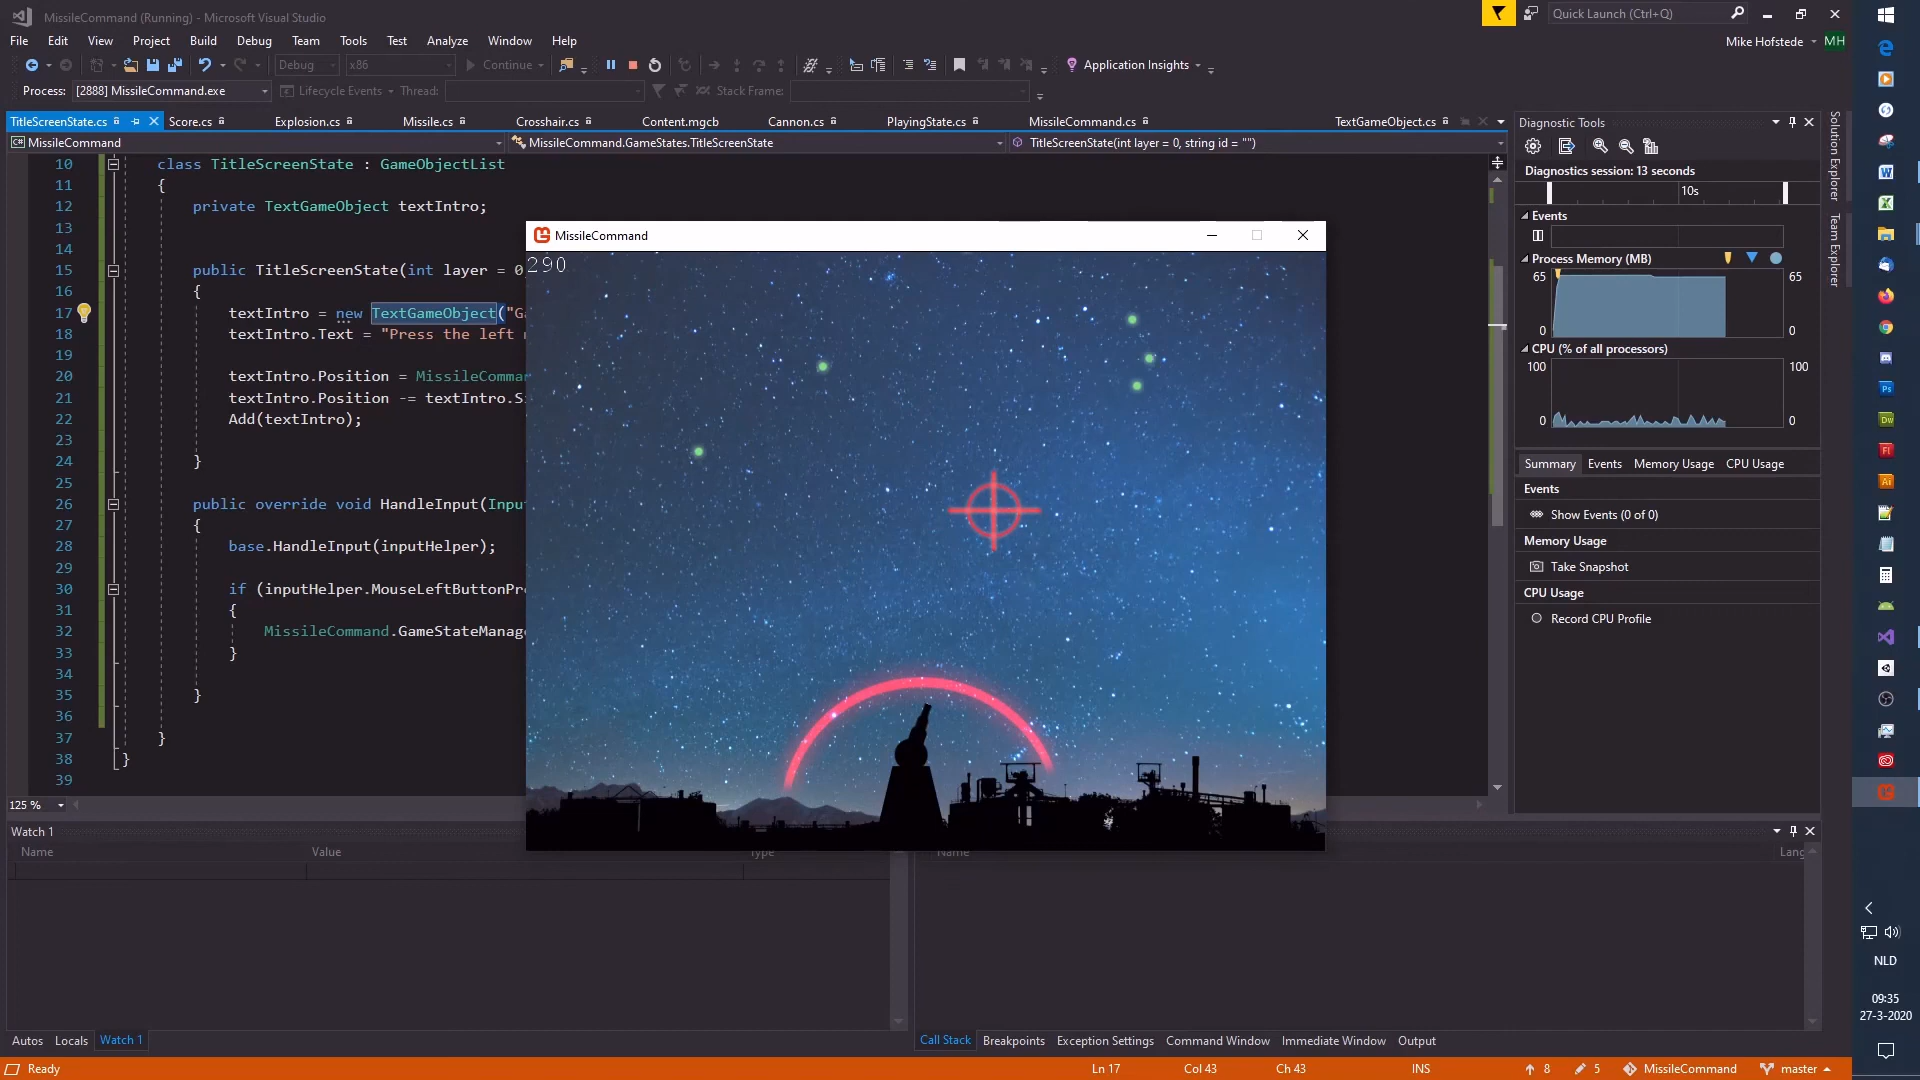 MissileCommand (Running) - Microsoft Visual Studio
Quick Launch (Ctrl+Q)
File Edit View Project Build Debug Team Tools Test Analyze Window Help
Mike Hofstede MH
Debug x86 Continue Application Insights
Process: [2888] MissileCommand.exe Lifecycle Events Thread: Stack Frame:
TitleScreenState.cs Score.cs Explosion.cs Missile.cs Crosshair.cs Content.mgcb Cannon.cs PlayingState.cs MissileCommand.cs TextGameObject.cs
C# MissileCommand MissileCommand.GameStates.TitleScreenState TitleScreenState(int layer = 0, string id = "")
10 class TitleScreenState : GameObjectList
11 {
12 private TextGameObject textIntro;
13
14
15 public TitleScreenState(int layer = 0
16 {
17 textIntro = new TextGameObject("Ga
18 textIntro.Text = "Press the left
19
20 textIntro.Position = MissileComman
21 textIntro.Position -= textIntro.Si
22 Add(textIntro);
23
24 }
25
26 public override void HandleInput(Inpu
27 {
28 base.HandleInput(inputHelper);
29
30 if (inputHelper.MouseLeftButtonPre
31 {
32 MissileCommand.GameStateManage
33 }
34
35 }
36
37 }
38 }
39
125 %
MissileCommand
290
Diagnostic Tools
Diagnostics session: 13 seconds
10s
Events
Process Memory (MB)
65 65
0 0
CPU (% of all processors)
100 100
0 0
Summary Events Memory Usage CPU Usage
Events
Show Events (0 of 0)
Memory Usage
Take Snapshot
CPU Usage
Record CPU Profile
Solution Explorer
Team Explorer
Watch 1
Name Value Type
Name Lang
Autos Locals Watch 1
Call Stack Breakpoints Exception Settings Command Window Immediate Window Output
Ready Ln 17 Col 43 Ch 43 INS 8 5 MissileCommand master
Ps
Dw
Fl
Ai
NLD
09:35
27-3-2020